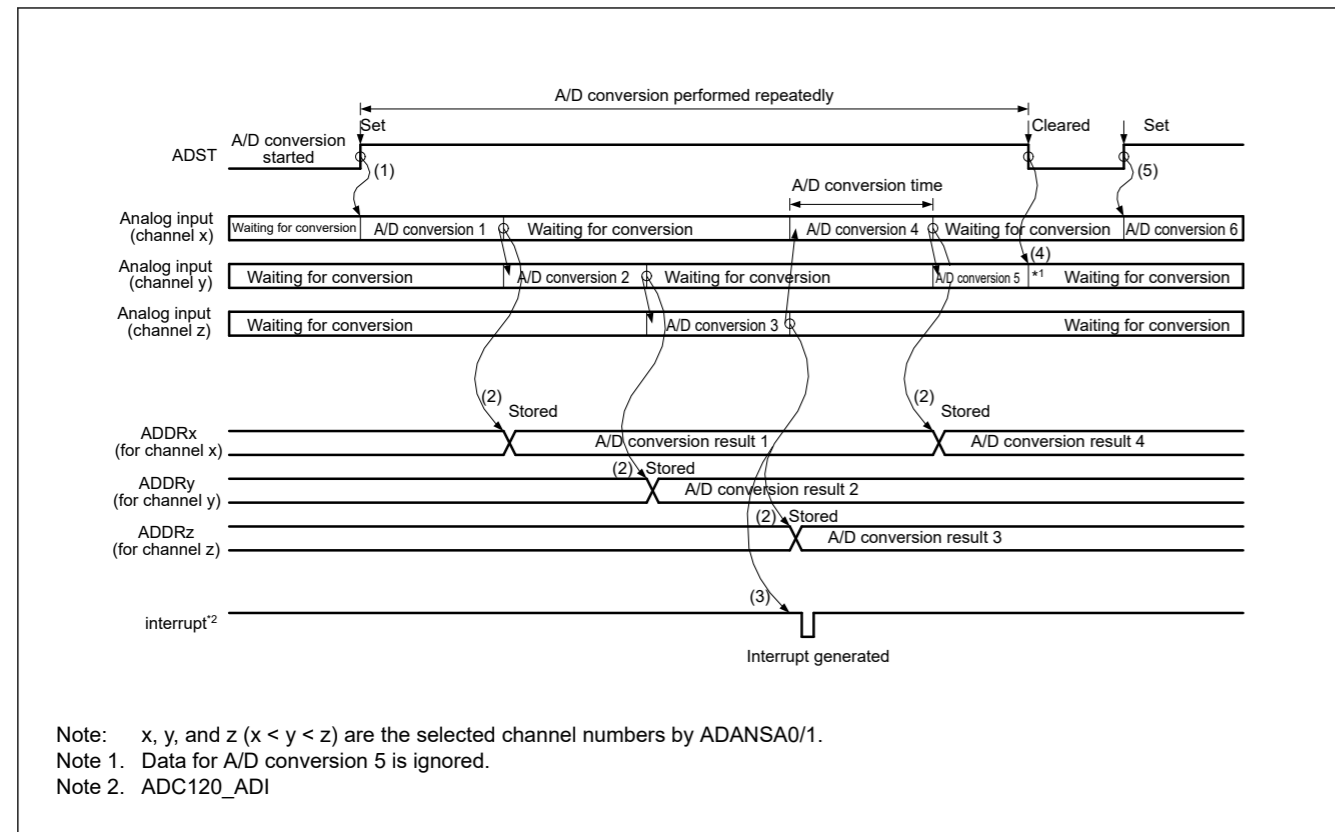 A/D conversion performed repeatedly
Set
Cleared
Set
ADST
A/D conversion
started
(1)
(5)
A/D conversion time
Analog input
(channel x)
Waiting for conversion
A/D conversion 1
Waiting for conversion
A/D conversion 4
Waiting for conversion
A/D conversion 6
(4)
Analog input
(channel y)
Waiting for conversion
A/D conversion 2
Waiting for conversion
A/D conversion 5
*1
Waiting for conversion
Analog input
(channel z)
Waiting for conversion
A/D conversion 3
Waiting for conversion
(2)
Stored
(2)
Stored
ADDRx
(for channel x)
A/D conversion result 1
A/D conversion result 4
(2)
Stored
ADDRy
(for channel y)
A/D conversion result 2
(2)
Stored
ADDRz
(for channel z)
A/D conversion result 3
(3)
interrupt*2
Interrupt generated
Note: x, y, and z (x < y < z) are the selected channel numbers by ADANSA0/1.
Note 1. Data for A/D conversion 5 is ignored.
Note 2. ADC120_ADI